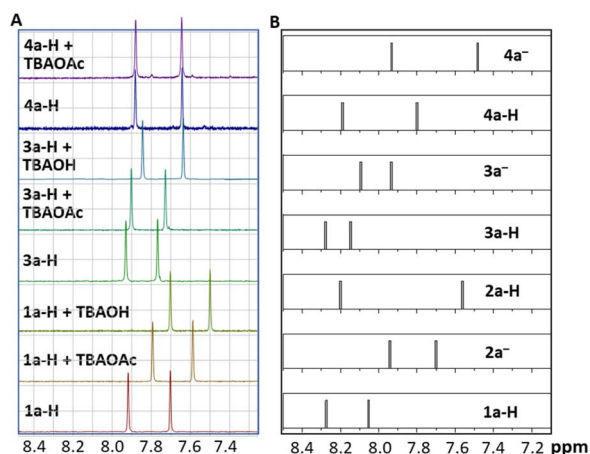 A
4a-H +
TBAOAc
4a-H
3a-H +
TBAOH
3a-H +
TBAOAc
3a-H
1a-H + TBAOH
1a-H + TBAOAc
1a-H
8.4 8.2 8.0 7.8 7.6 7.4
B
4a⁻
4a-H
3a⁻
3a-H
2a-H
2a⁻
1a-H
8.4 8.2 8.0 7.8 7.6 7.4 7.2 ppm